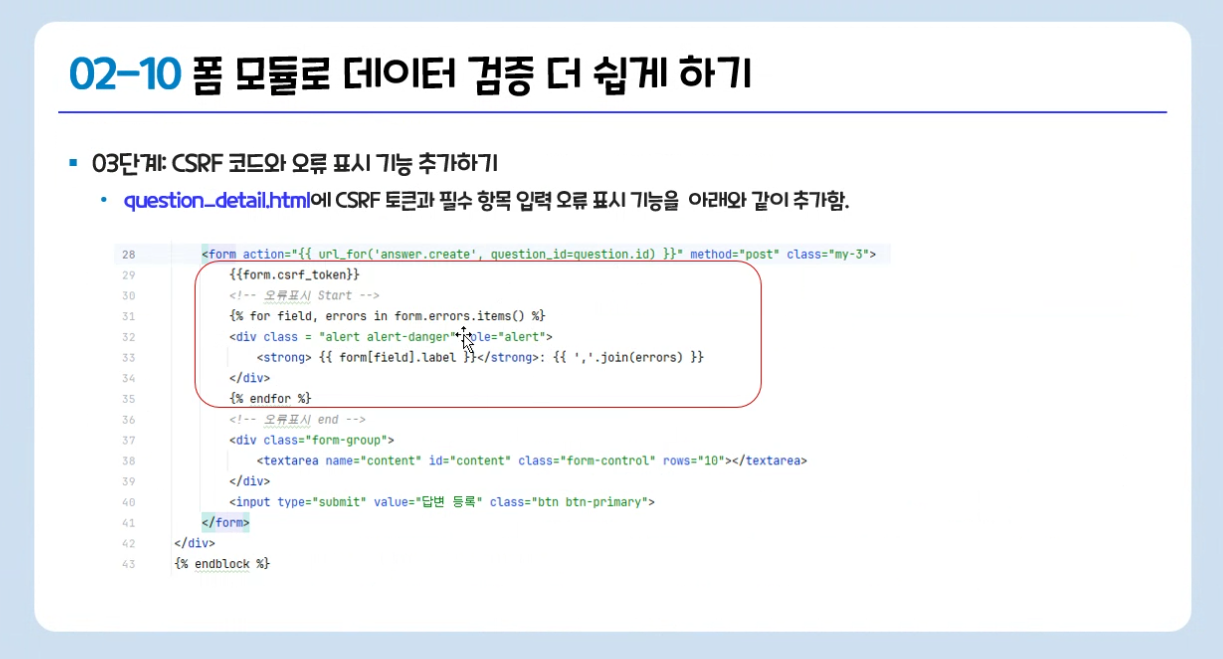 02-10 폼 모듈로 데이터 검증 더 쉽게 하기
03단계: CSRF 코드와 오류 표시 기능 추가하기
question_detail.html에 CSRF 토큰과 필수 항목 입력 오류 표시 기능을 아래와 같이 추가함.
28 <form action="{{ url_for('answer.create', question_id=question.id) }}" method="post" class="my-3">
29 {{form.csrf_token}}
30 <!-- 오류표시 Start -->
31 {% for field, errors in form.errors.items() %}
32 <div class = "alert alert-danger" role="alert">
33 <strong> {{ form[field].label }}</strong>: {{ ','.join(errors) }}
34 </div>
35 {% endfor %}
36 <!-- 오류표시 end -->
37 <div class="form-group">
38 <textarea name="content" id="content" class="form-control" rows="10"></textarea>
39 </div>
40 <input type="submit" value="답변 등록" class="btn btn-primary">
41 </form>
42 </div>
43 {% endblock %}